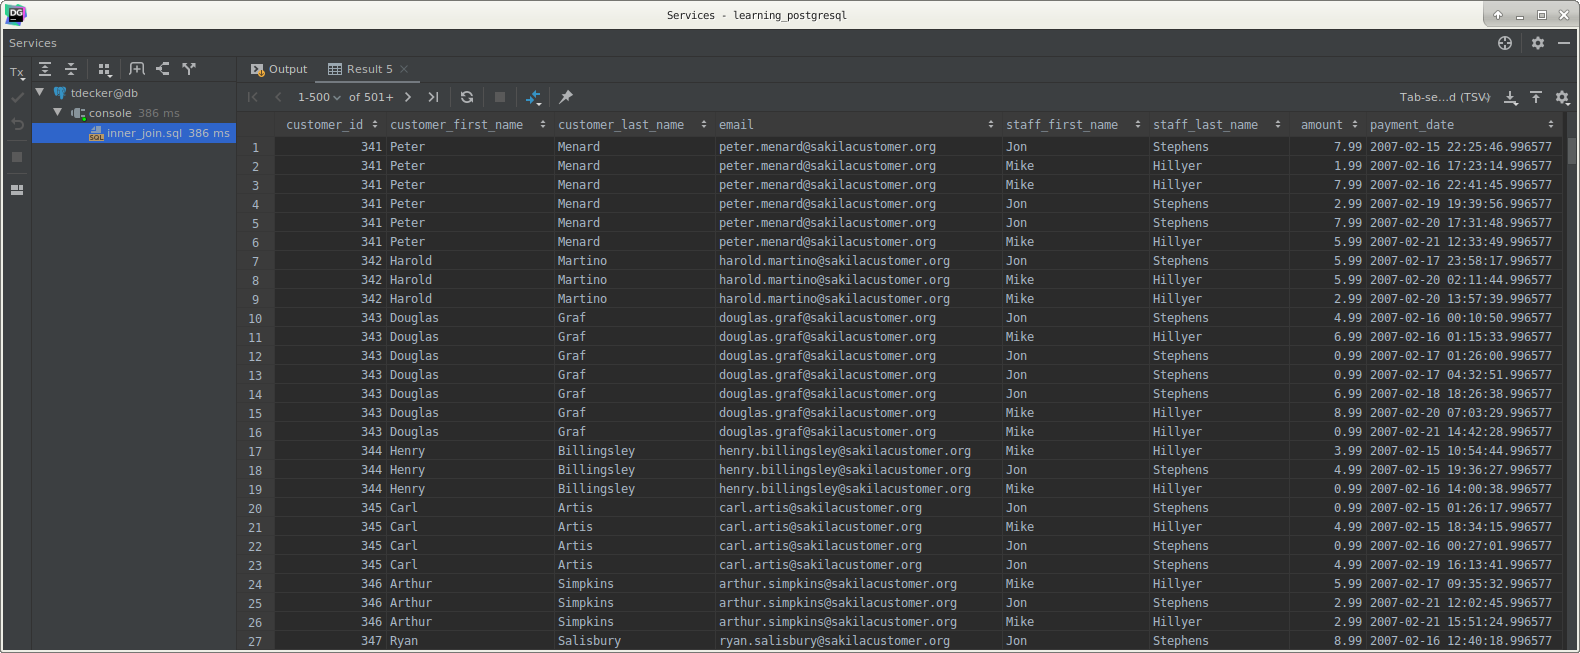 DG
Services - learning_postgresql
Services
Tx
Output Result 5
tdecker@db
console 386 ms
SQL inner_join.sql 386 ms
1-500 of 501+ Tab-se...d (TSV)
customer_id customer_first_name customer_last_name email staff_first_name staff_last_name amount payment_date
1 341 Peter Menard peter.menard@sakilacustomer.org Jon Stephens 7.99 2007-02-15 22:25:46.996577
2 341 Peter Menard peter.menard@sakilacustomer.org Mike Hillyer 1.99 2007-02-16 17:23:14.996577
3 341 Peter Menard peter.menard@sakilacustomer.org Mike Hillyer 7.99 2007-02-16 22:41:45.996577
4 341 Peter Menard peter.menard@sakilacustomer.org Jon Stephens 2.99 2007-02-19 19:39:56.996577
5 341 Peter Menard peter.menard@sakilacustomer.org Jon Stephens 7.99 2007-02-20 17:31:48.996577
6 341 Peter Menard peter.menard@sakilacustomer.org Mike Hillyer 5.99 2007-02-21 12:33:49.996577
7 342 Harold Martino harold.martino@sakilacustomer.org Jon Stephens 5.99 2007-02-17 23:58:17.996577
8 342 Harold Martino harold.martino@sakilacustomer.org Mike Hillyer 5.99 2007-02-20 02:11:44.996577
9 342 Harold Martino harold.martino@sakilacustomer.org Mike Hillyer 2.99 2007-02-20 13:57:39.996577
10 343 Douglas Graf douglas.graf@sakilacustomer.org Jon Stephens 4.99 2007-02-16 00:10:50.996577
11 343 Douglas Graf douglas.graf@sakilacustomer.org Mike Hillyer 6.99 2007-02-16 01:15:33.996577
12 343 Douglas Graf douglas.graf@sakilacustomer.org Jon Stephens 0.99 2007-02-17 01:26:00.996577
13 343 Douglas Graf douglas.graf@sakilacustomer.org Jon Stephens 0.99 2007-02-17 04:32:51.996577
14 343 Douglas Graf douglas.graf@sakilacustomer.org Jon Stephens 6.99 2007-02-18 18:26:38.996577
15 343 Douglas Graf douglas.graf@sakilacustomer.org Mike Hillyer 8.99 2007-02-20 07:03:29.996577
16 343 Douglas Graf douglas.graf@sakilacustomer.org Mike Hillyer 0.99 2007-02-21 14:42:28.996577
17 344 Henry Billingsley henry.billingsley@sakilacustomer.org Mike Hillyer 3.99 2007-02-15 10:54:44.996577
18 344 Henry Billingsley henry.billingsley@sakilacustomer.org Jon Stephens 4.99 2007-02-15 19:36:27.996577
19 344 Henry Billingsley henry.billingsley@sakilacustomer.org Mike Hillyer 0.99 2007-02-16 14:00:38.996577
20 345 Carl Artis carl.artis@sakilacustomer.org Jon Stephens 0.99 2007-02-15 01:26:17.996577
21 345 Carl Artis carl.artis@sakilacustomer.org Mike Hillyer 4.99 2007-02-15 18:34:15.996577
22 345 Carl Artis carl.artis@sakilacustomer.org Jon Stephens 0.99 2007-02-16 00:27:01.996577
23 345 Carl Artis carl.artis@sakilacustomer.org Jon Stephens 4.99 2007-02-19 16:13:41.996577
24 346 Arthur Simpkins arthur.simpkins@sakilacustomer.org Mike Hillyer 5.99 2007-02-17 09:35:32.996577
25 346 Arthur Simpkins arthur.simpkins@sakilacustomer.org Jon Stephens 2.99 2007-02-21 12:02:45.996577
26 346 Arthur Simpkins arthur.simpkins@sakilacustomer.org Mike Hillyer 2.99 2007-02-21 15:51:24.996577
27 347 Ryan Salisbury ryan.salisbury@sakilacustomer.org Jon Stephens 8.99 2007-02-16 12:40:18.996577